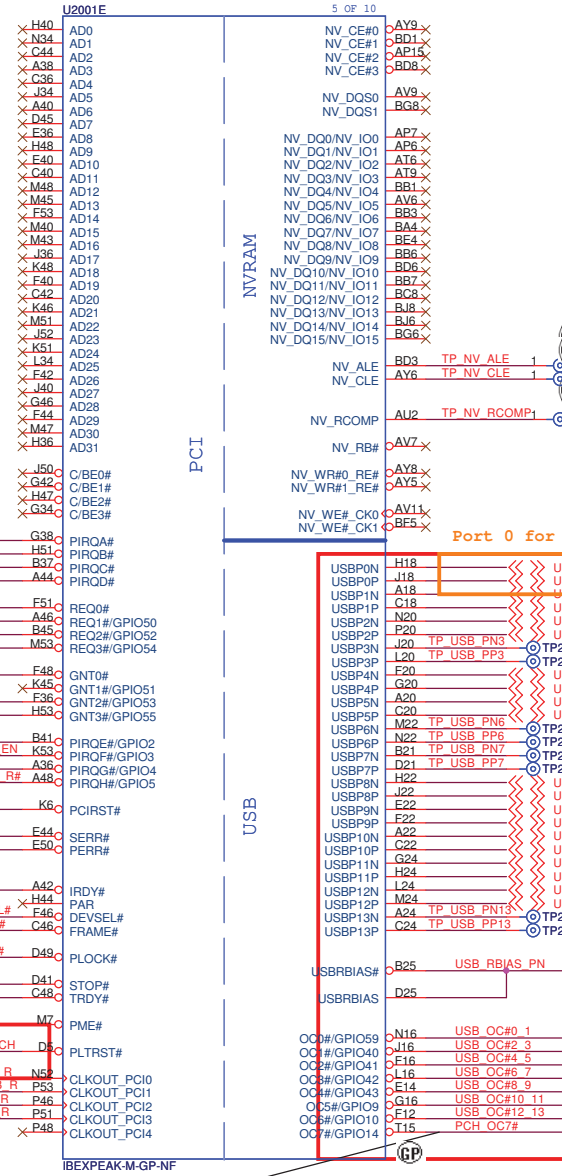 U2001E 5 OF 10
H40 AD0
N34 AD1
C44 AD2
A38 AD3
C36 AD4
J34 AD5
A40 AD6
D45 AD7
E36 AD8
H48 AD9
E40 AD10
C40 AD11
M48 AD12
M45 AD13
F53 AD14
M40 AD15
M43 AD16
J36 AD17
K48 AD18
F40 AD19
C42 AD20
K46 AD21
M51 AD22
J52 AD23
K51 AD24
L34 AD25
F42 AD26
J40 AD27
G46 AD28
F44 AD29
M47 AD30
H36 AD31
J50 C/BE0#
G42 C/BE1#
H47 C/BE2#
G34 C/BE3#
G38 PIRQA#
H51 PIRQB#
B37 PIRQC#
A44 PIRQD#
F51 REQ0#
A46 REQ1#/GPIO50
B45 REQ2#/GPIO52
M53 REQ3#/GPIO54
F48 GNT0#
K45 GNT1#/GPIO51
F36 GNT2#/GPIO53
H53 GNT3#/GPIO55
B41 PIRQE#/GPIO2
EN K53 PIRQF#/GPIO3
A36 PIRQG#/GPIO4
R# A48 PIRQH#/GPIO5
K6 PCIRST#
E44 SERR#
E50 PERR#
A42 IRDY#
H44 PAR
L# F46 DEVSEL#
# C46 FRAME#
# D49 PLOCK#
D41 STOP#
C48 TRDY#
M7 PME#
CH D5 PLTRST#
R N52 CLKOUT_PCI0
R P53 CLKOUT_PCI1
R P46 CLKOUT_PCI2
R P51 CLKOUT_PCI3
P48 CLKOUT_PCI4
PCI
NVRAM
USB
NV_CE#0 AY9
NV_CE#1 BD1
NV_CE#2 AP15
NV_CE#3 BD8
NV_DQS0 AV9
NV_DQS1 BG8
NV_DQ0/NV_IO0 AP7
NV_DQ1/NV_IO1 AP6
NV_DQ2/NV_IO2 AT6
NV_DQ3/NV_IO3 AT9
NV_DQ4/NV_IO4 BB1
NV_DQ5/NV_IO5 AV6
NV_DQ6/NV_IO6 BB3
NV_DQ7/NV_IO7 BA4
NV_DQ8/NV_IO8 BE4
NV_DQ9/NV_IO9 BB6
NV_DQ10/NV_IO10 BD6
NV_DQ11/NV_IO11 BB7
NV_DQ12/NV_IO12 BC8
NV_DQ13/NV_IO13 BJ8
NV_DQ14/NV_IO14 BJ6
NV_DQ15/NV_IO15 BG6
NV_ALE BD3 TP_NV_ALE 1
NV_CLE AY6 TP_NV_CLE 1
NV_RCOMP AU2 TP_NV_RCOMP 1
NV_RB# AV7
NV_WR#0_RE# AY8
NV_WR#1_RE# AY5
NV_WE#_CK0 AV11
NV_WE#_CK1 BF5
Port 0 for
USBP0N H18 U
USBP0P J18 U
USBP1N A18 U
USBP1P C18 U
USBP2N N20 U
USBP2P P20 U
USBP3N J20 TP_USB_PN3 TP2
USBP3P L20 TP_USB_PP3 TP2
USBP4N F20 U
USBP4P G20 U
USBP5N A20 U
USBP5P C20 U
USBP6N M22 TP_USB_PN6 TP2
USBP6P N22 TP_USB_PP6 TP2
USBP7N B21 TP_USB_PN7 TP2
USBP7P D21 TP_USB_PP7 TP2
USBP8N H22 U
USBP8P J22 U
USBP9N E22 U
USBP9P F22 U
USBP10N A22 U
USBP10P C22 U
USBP11N G24 U
USBP11P H24 U
USBP12N L24 U
USBP12P M24 U
USBP13N A24 TP_USB_PN13 TP2
USBP13P C24 TP_USB_PP13 TP2
USBRBIAS# B25 USB_RBIAS_PN
USBRBIAS D25
OC0#/GPIO59 N16 USB_OC#0_1
OC1#/GPIO40 J16 USB_OC#2_3
OC2#/GPIO41 F16 USB_OC#4_5
OC3#/GPIO42 L16 USB_OC#6_7
OC4#/GPIO43 E14 USB_OC#8_9
OC5#/GPIO9 G16 USB_OC#10_11
OC6#/GPIO10 F12 USB_OC#12_13
OC7#/GPIO14 T15 PCH_OC7#
GP
IBEXPEAK-M-GP-NF